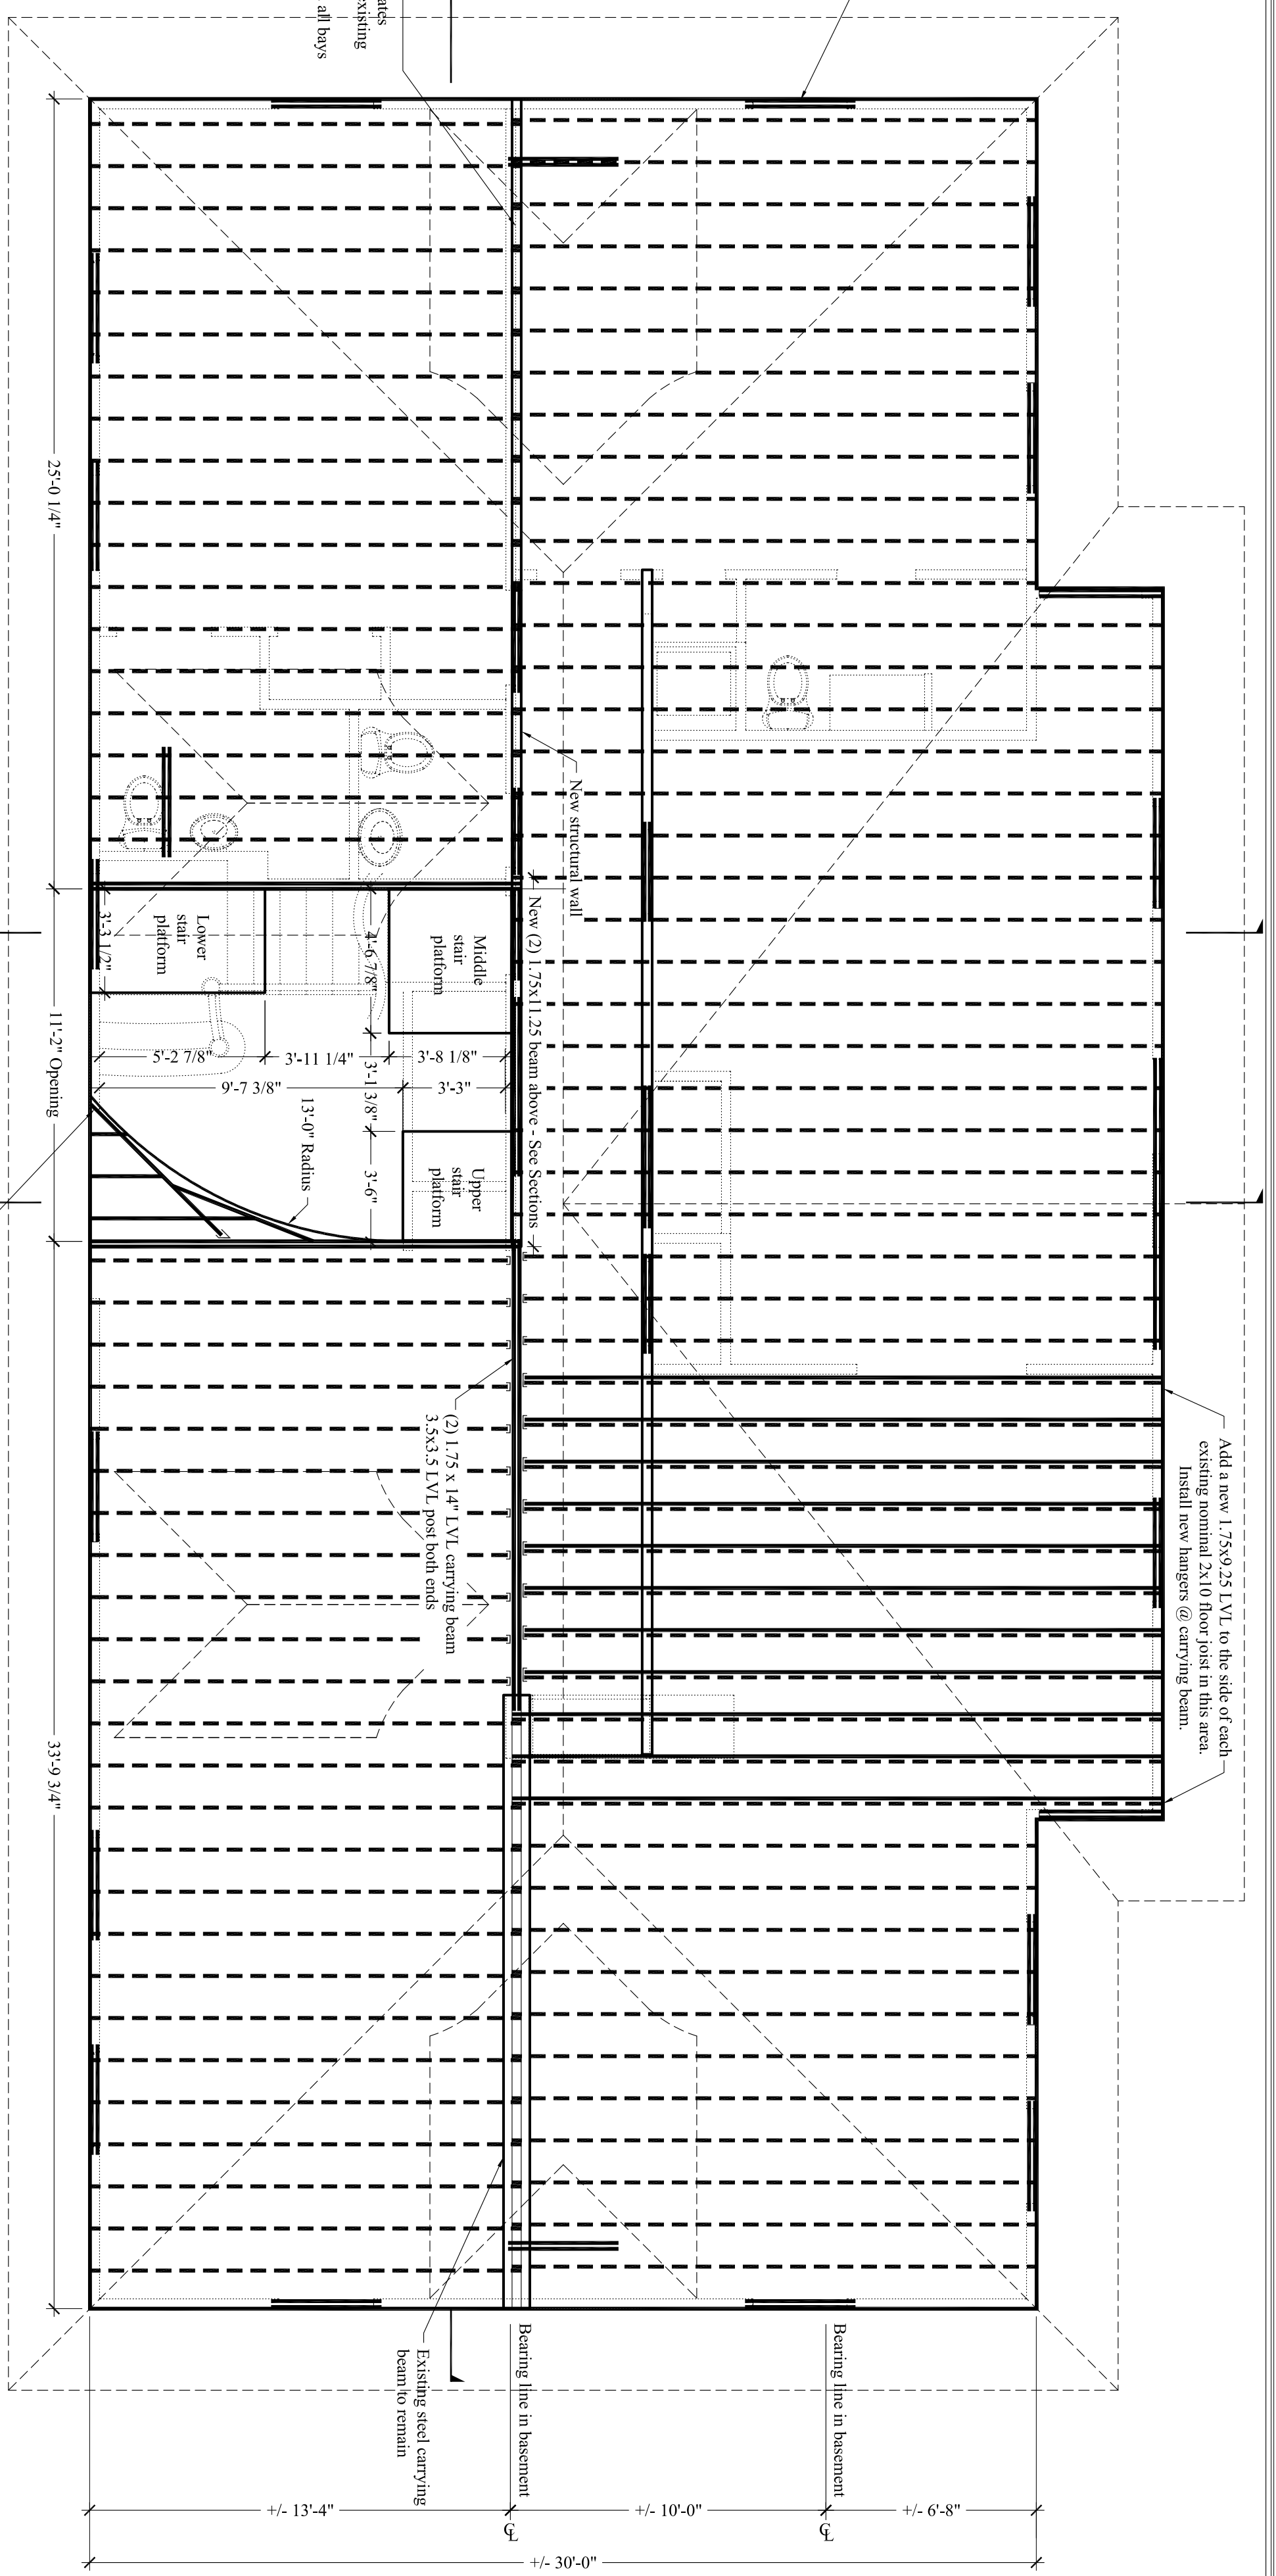 ates
existing
all bays
Add a new 1.75x9.25 LVL to the side of each
existing nominal 2x10 floor joist in this area.
Install new hangers @ carrying beam.
New structural wall
New (2) 1.75x11.25 beam above - See Sections
(2) 1.75 x 14" LVL carrying beam
3.5x3.5 LVL post both ends
Middle
stair
platform
Lower
stair
platform
Upper
stair
platform
3'-3 1/2"
4'-6 7/8"
3'-1 3/8"
3'-6"
5'-2 7/8"
3'-11 1/4"
3'-8 1/8"
9'-7 3/8"
3'-3"
13'-0" Radius
25'-0 1/4"
11'-2" Opening
33'-9 3/4"
Existing steel carrying
beam to remain
Bearing line in basement
Bearing line in basement
+/- 13'-4"
+/- 10'-0"
+/- 6'-8"
℄
℄
+/- 30'-0"